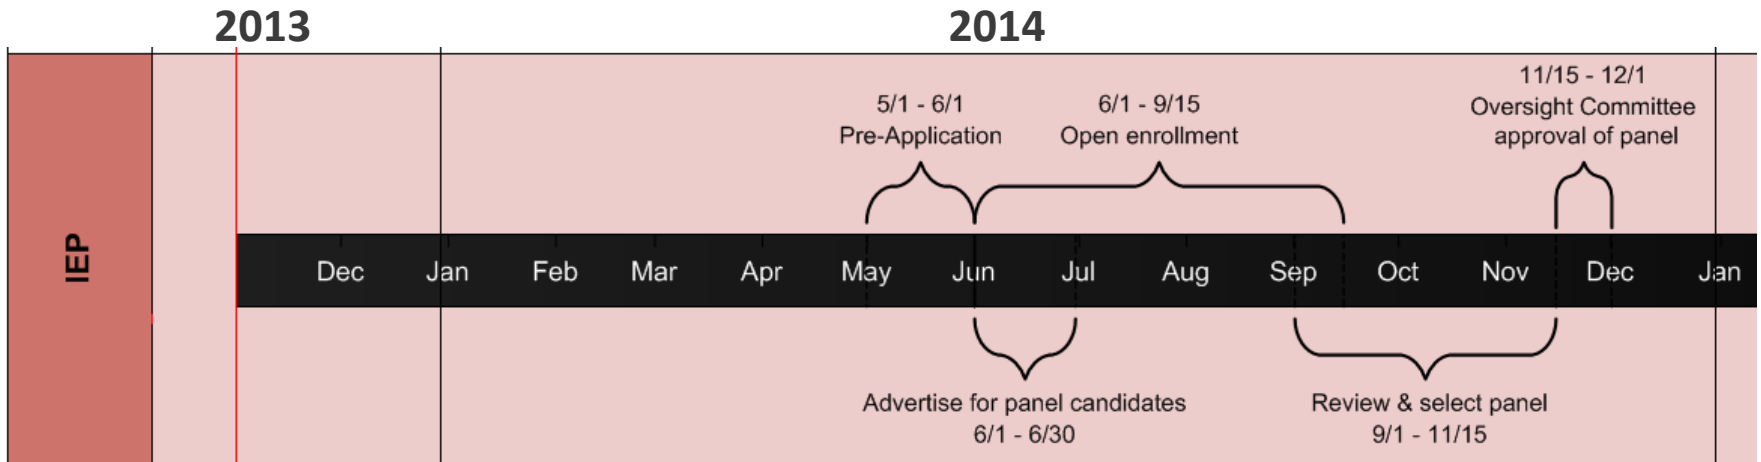 2013
2014
IEP
5/1 - 6/1
Pre-Application
6/1 - 9/15
Open enrollment
11/15 - 12/1
Oversight Committee
approval of panel
Dec Jan Feb Mar Apr May Jun Jul Aug Sep Oct Nov Dec Jan
Advertise for panel candidates
6/1 - 6/30
Review & select panel
9/1 - 11/15